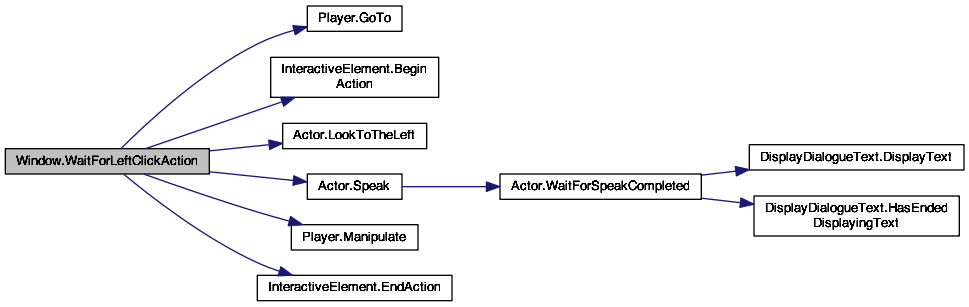 Player.GoTo
InteractiveElement.Begin
Action
Actor.LookToTheLeft
Window.WaitForLeftClickAction
Actor.Speak
Actor.WaitForSpeakCompleted
DisplayDialogueText.DisplayText
DisplayDialogueText.HasEnded
DisplayingText
Player.Manipulate
InteractiveElement.EndAction